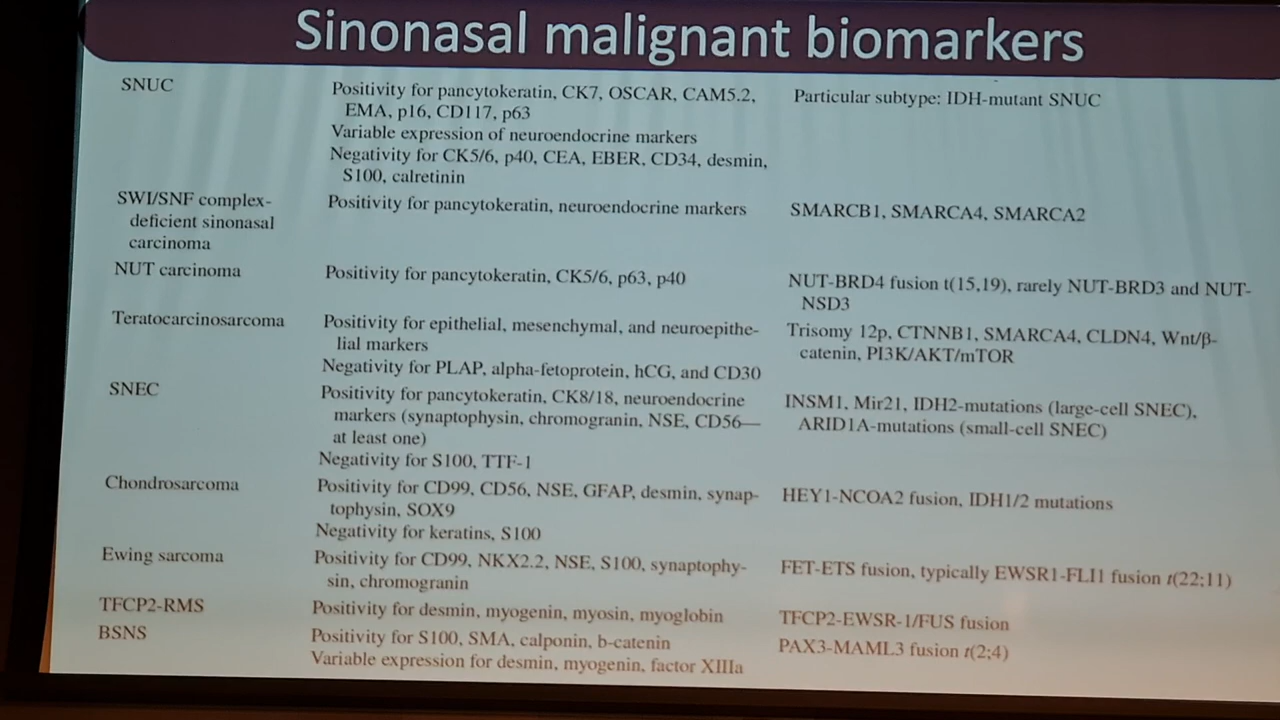 Sinonasal malignant biomarkers
SNUC
Positivity for pancytokeratin, CK7, OSCAR, CAM5.2,
EMA, p16, CD117, p63
Variable expression of neuroendocrine markers
Negativity for CK5/6, p40, CEA, EBER, CD34, desmin,
S100, calretinin
Particular subtype: IDH-mutant SNUC
SWI/SNF complex-
deficient sinonasal
carcinoma
Positivity for pancytokeratin, neuroendocrine markers
SMARCB1, SMARCA4, SMARCA2
NUT carcinoma
Positivity for pancytokeratin, CK5/6, p63, p40
NUT-BRD4 fusion t(15,19), rarely NUT-BRD3 and NUT-
NSD3
Teratocarcinosarcoma
Positivity for epithelial, mesenchymal, and neuroepithe-
lial markers
Negativity for PLAP, alpha-fetoprotein, hCG, and CD30
Trisomy 12p, CTNNB1, SMARCA4, CLDN4, Wnt/β-
catenin, PI3K/AKT/mTOR
SNEC
Positivity for pancytokeratin, CK8/18, neuroendocrine
markers (synaptophysin, chromogranin, NSE, CD56—
at least one)
Negativity for S100, TTF-1
INSM1, Mir21, IDH2-mutations (large-cell SNEC),
ARID1A-mutations (small-cell SNEC)
Chondrosarcoma
Positivity for CD99, CD56, NSE, GFAP, desmin, synap-
tophysin, SOX9
Negativity for keratins, S100
HEY1-NCOA2 fusion, IDH1/2 mutations
Ewing sarcoma
Positivity for CD99, NKX2.2, NSE, S100, synaptophy-
sin, chromogranin
FET-ETS fusion, typically EWSR1-FLI1 fusion t(22;11)
TFCP2-RMS
Positivity for desmin, myogenin, myosin, myoglobin
TFCP2-EWSR-1/FUS fusion
BSNS
Positivity for S100, SMA, calponin, b-catenin
Variable expression for desmin, myogenin, factor XIIIa
PAX3-MAML3 fusion t(2;4)